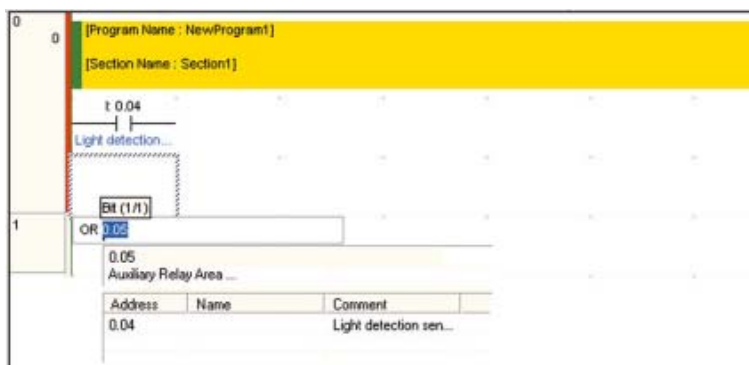 0
0
[Program Name : NewProgram1]
[Section Name : Section1]
I: 0.04
Light detection...
Bit (1/1)
1
OR 0.05
0.05
Auxiliary Relay Area ...
Address Name Comment
0.04 Light detection sen...